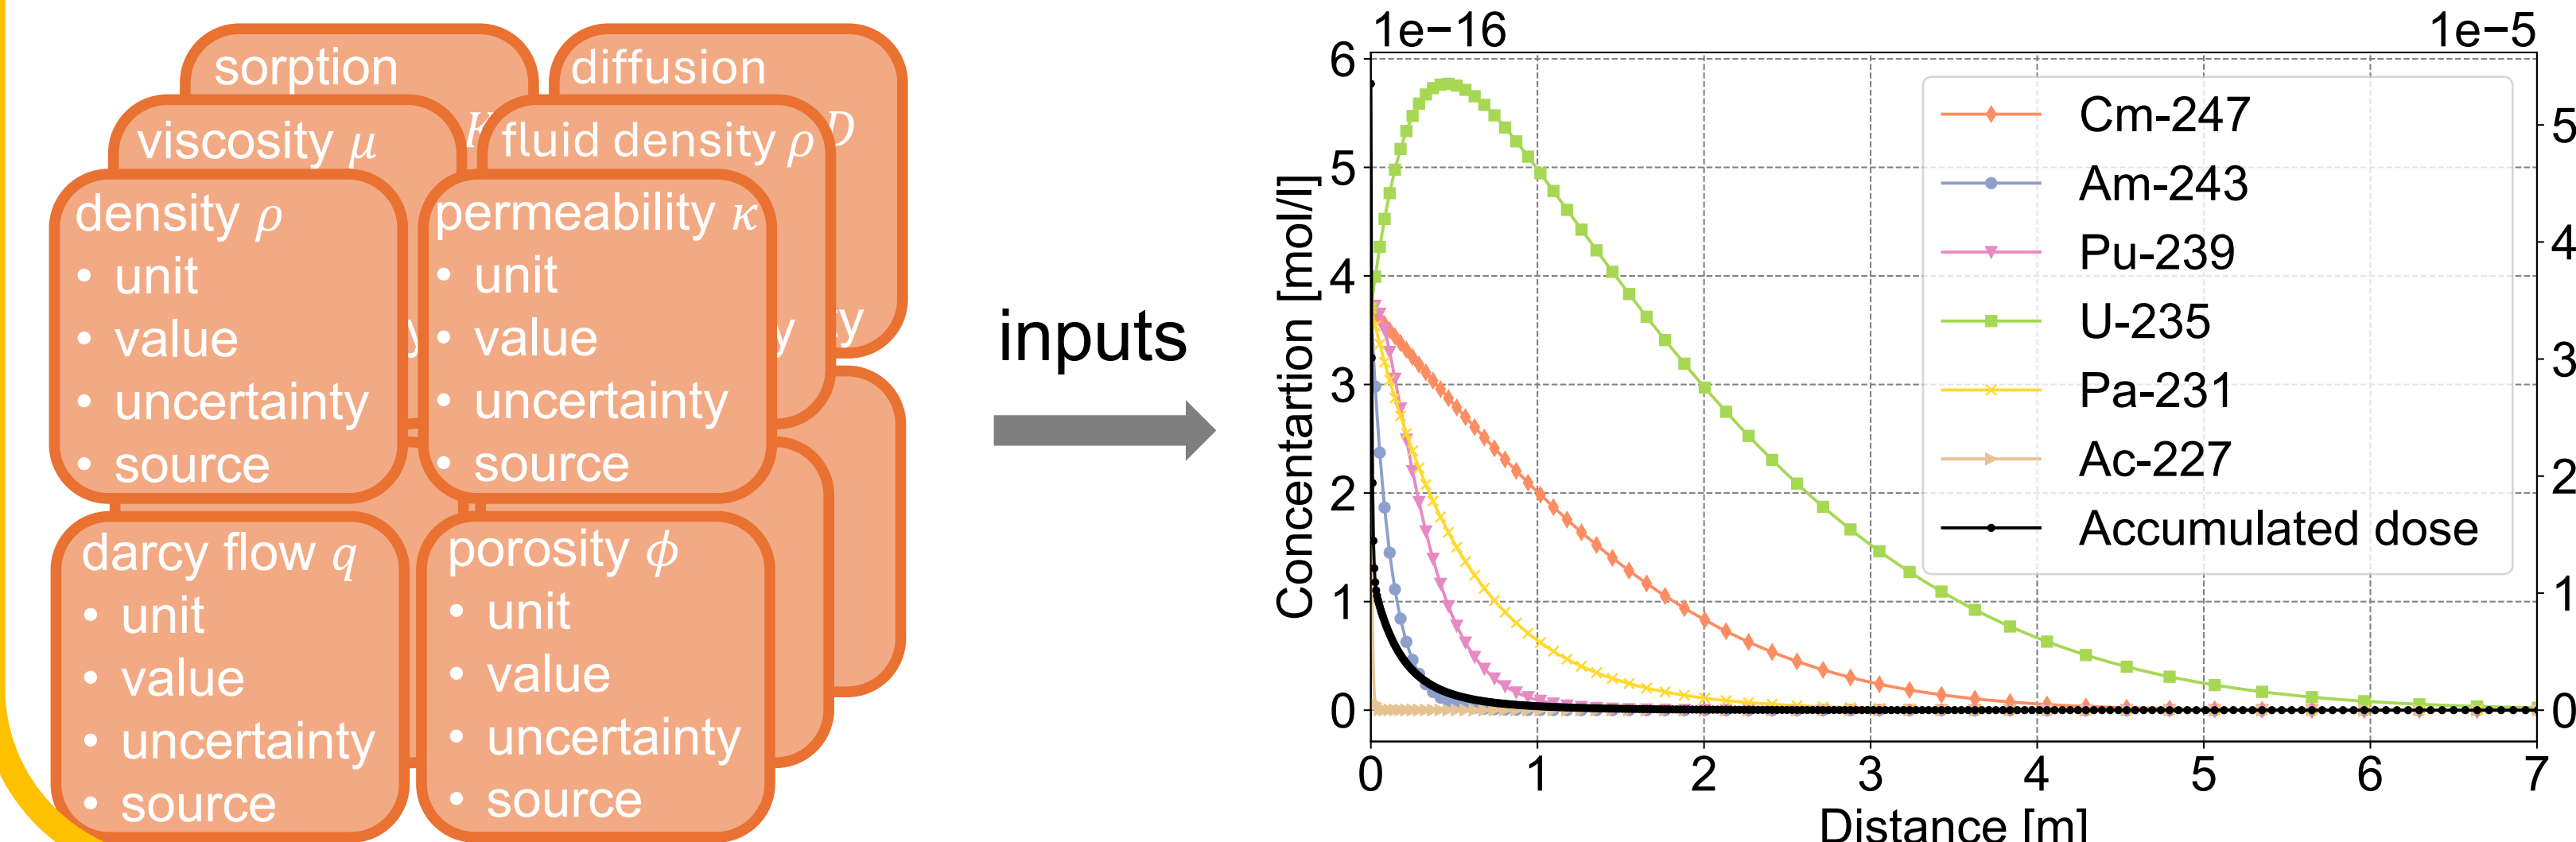 sorption
diffusion
viscosity μ
K
fluid density ρ
D
density ρ
• unit
• value
• uncertainty
• source
permeability κ
• unit
• value
• uncertainty
• source
y
y
ty
darcy flow q
• unit
• value
• uncertainty
• source
porosity ϕ
• unit
• value
• uncertainty
• source
inputs
1e−16
1e−5
6
5
4
3
2
1
0
Concentartion [mol/l]
Cm-247
Am-243
Pu-239
U-235
Pa-231
Ac-227
Accumulated dose
5
4
3
2
1
0
0 1 2 3 4 5 6 7
Distance [m]